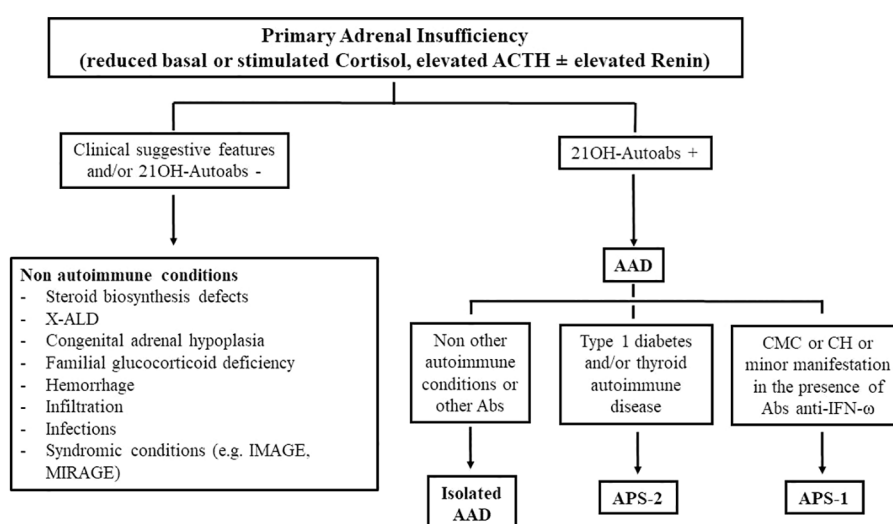 Primary Adrenal Insufficiency
(reduced basal or stimulated Cortisol, elevated ACTH ± elevated Renin)
Clinical suggestive features
and/or 21OH-Autoabs -
21OH-Autoabs +
Non autoimmune conditions
- Steroid biosynthesis defects
- X-ALD
- Congenital adrenal hypoplasia
- Familial glucocorticoid deficiency
- Hemorrhage
- Infiltration
- Infections
- Syndromic conditions (e.g. IMAGE,
MIRAGE)
AAD
Non other
autoimmune
conditions or
other Abs
Type 1 diabetes
and/or thyroid
autoimmune
disease
CMC or CH or
minor manifestation
in the presence of
Abs anti-IFN-ω
Isolated
AAD
APS-2
APS-1